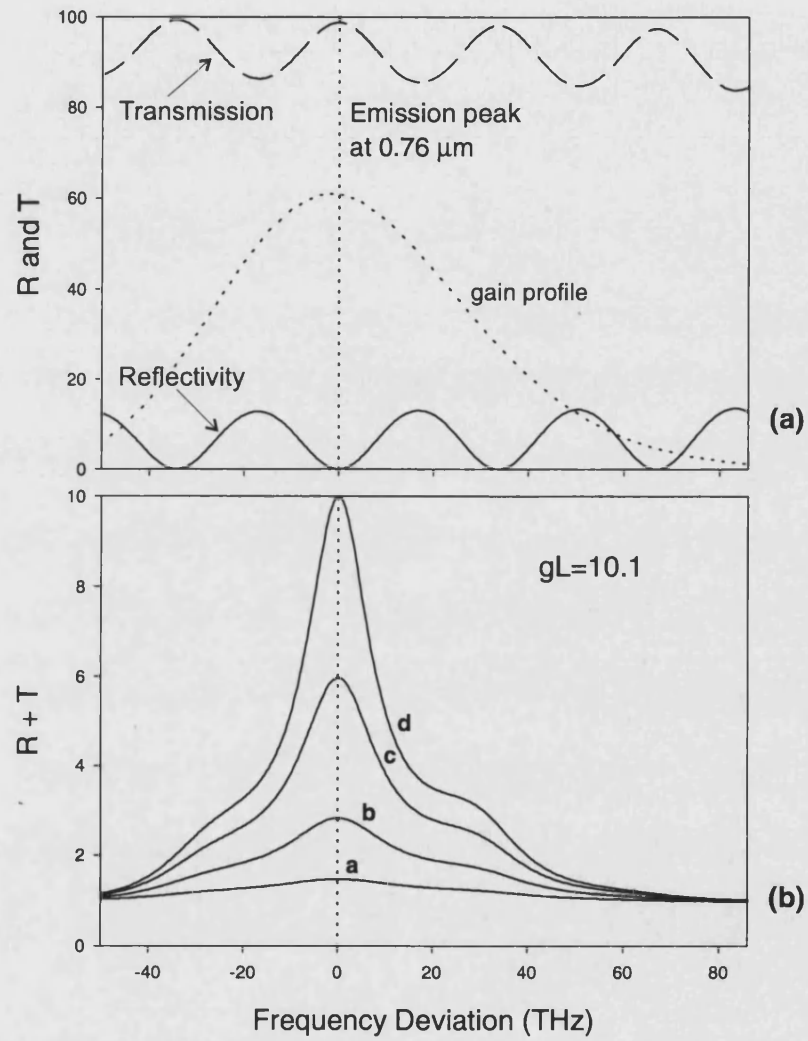 100
80
60
40
20
0
R and T
Transmission
Emission peak
at 0.76 µm
gain profile
Reflectivity
(a)
10
8
6
4
2
0
R + T
gL=10.1
d
c
b
a
(b)
-40 -20 0 20 40 60 80
Frequency Deviation (THz)